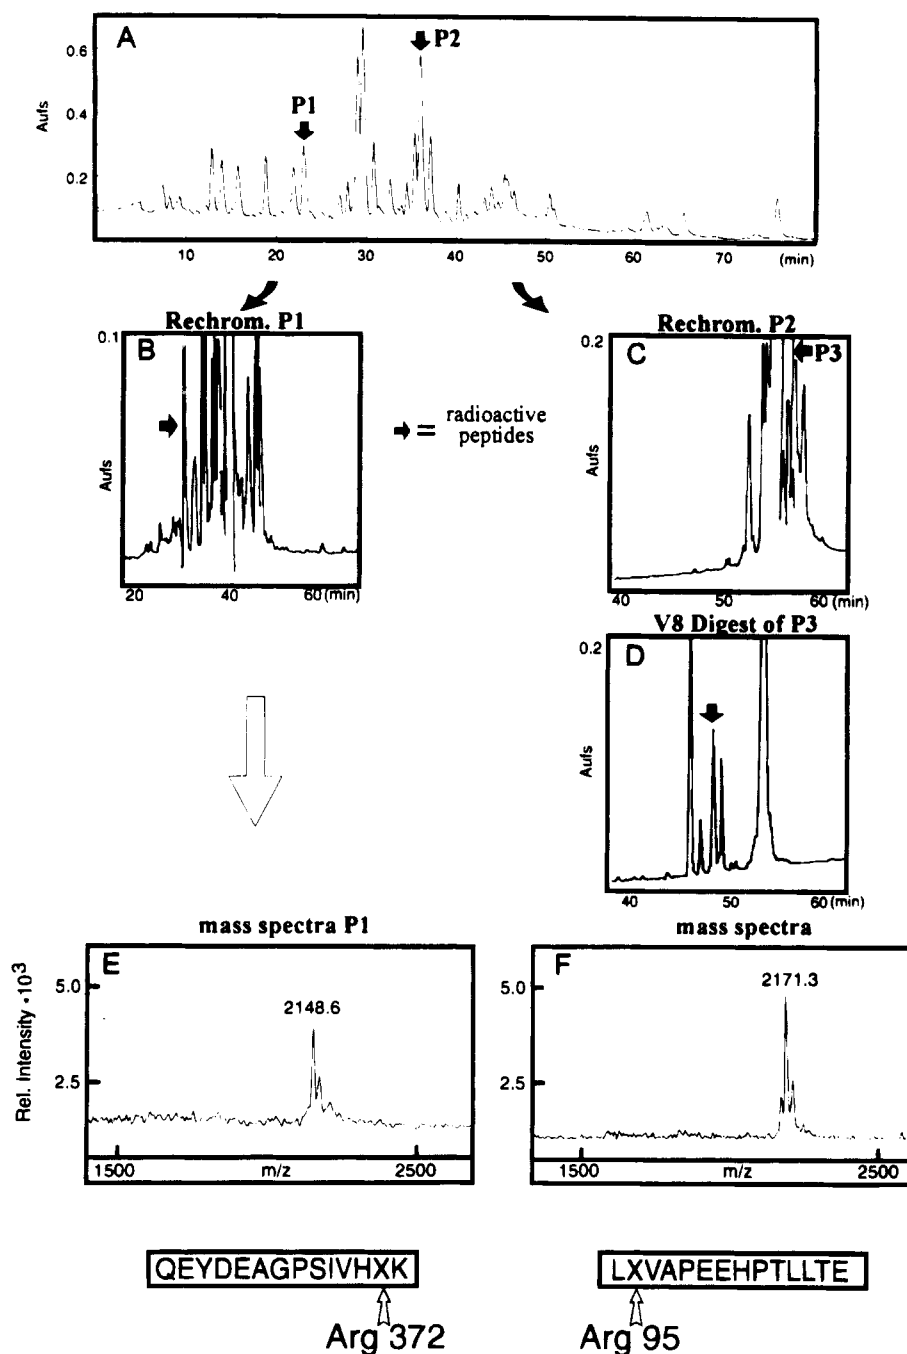 A
P1
P2
Aufs
0.6
0.4
0.2
10 20 30 40 50 60 70 (min)
Rechrom. P1
B
0.1
Aufs
20 40 60 (min)
= radioactive
peptides
Rechrom. P2
C
0.2
P3
Aufs
40 50 60 (min)
V8 Digest of P3
D
0.2
Aufs
40 50 60 (min)
mass spectra P1
E
Rel. Intensity •10³
5.0
2.5
2148.6
1500 m/z 2500
mass spectra
F
5.0
2.5
2171.3
1500 m/z 2500
QEYDEAGPSIVHXK
Arg 372
LXVAPEEHPTLLTE
Arg 95